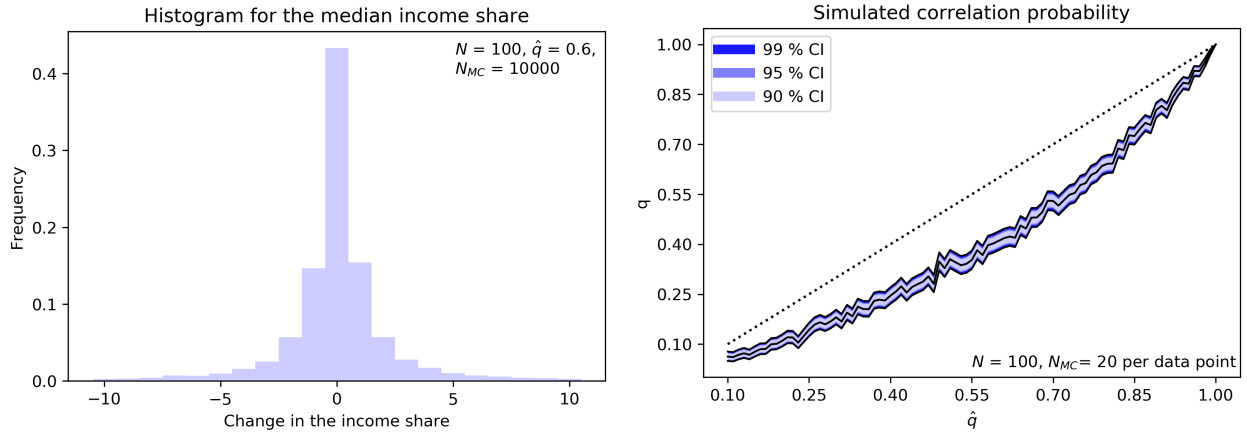 Histogram for the median income share
N = 100, q̂ = 0.6,
N_MC = 10000
Frequency
0.4
0.3
0.2
0.1
0.0
−10
−5
0
5
10
Change in the income share
Simulated correlation probability
99 % CI
95 % CI
90 % CI
q
1.00
0.85
0.70
0.55
0.40
0.25
0.10
N = 100, N_MC= 20 per data point
0.10
0.25
0.40
0.55
0.70
0.85
1.00
q̂